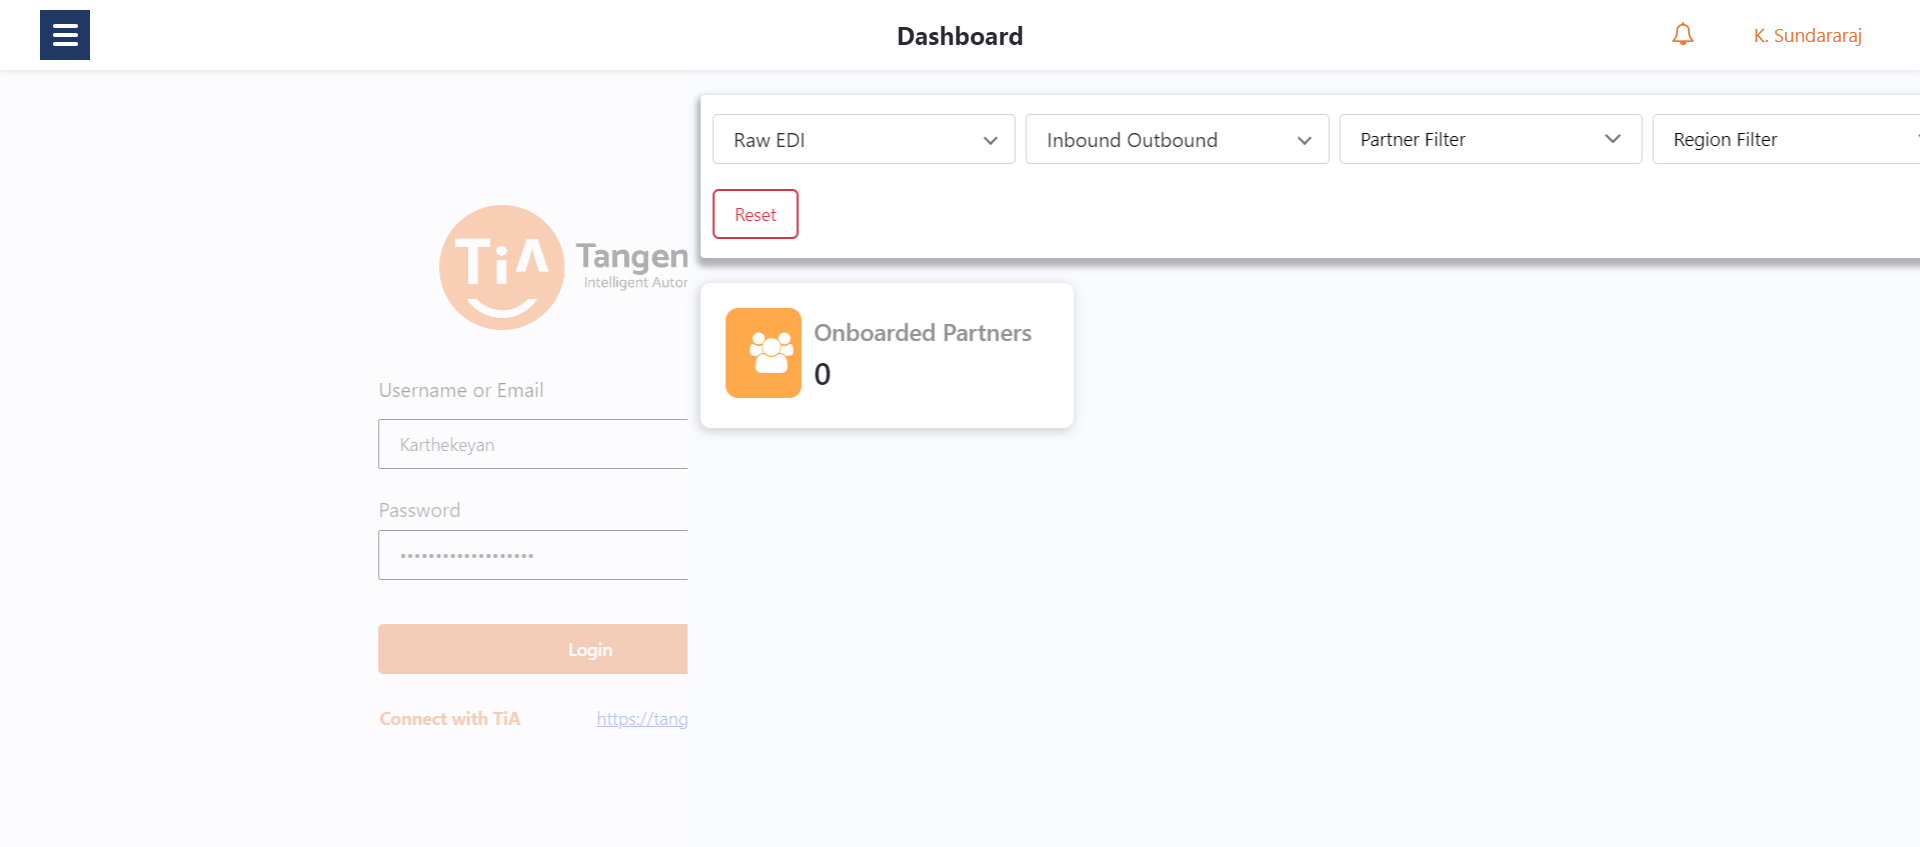 Dashboard
K. Sundararaj
Raw EDI
Inbound Outbound
Partner Filter
Region Filter
Reset
TiA
Tangen
Intelligent Autor
Onboarded Partners
0
Username or Email
Karthekeyan
Password
•••••••••••••••••••
Login
Connect with TiA
https://tang